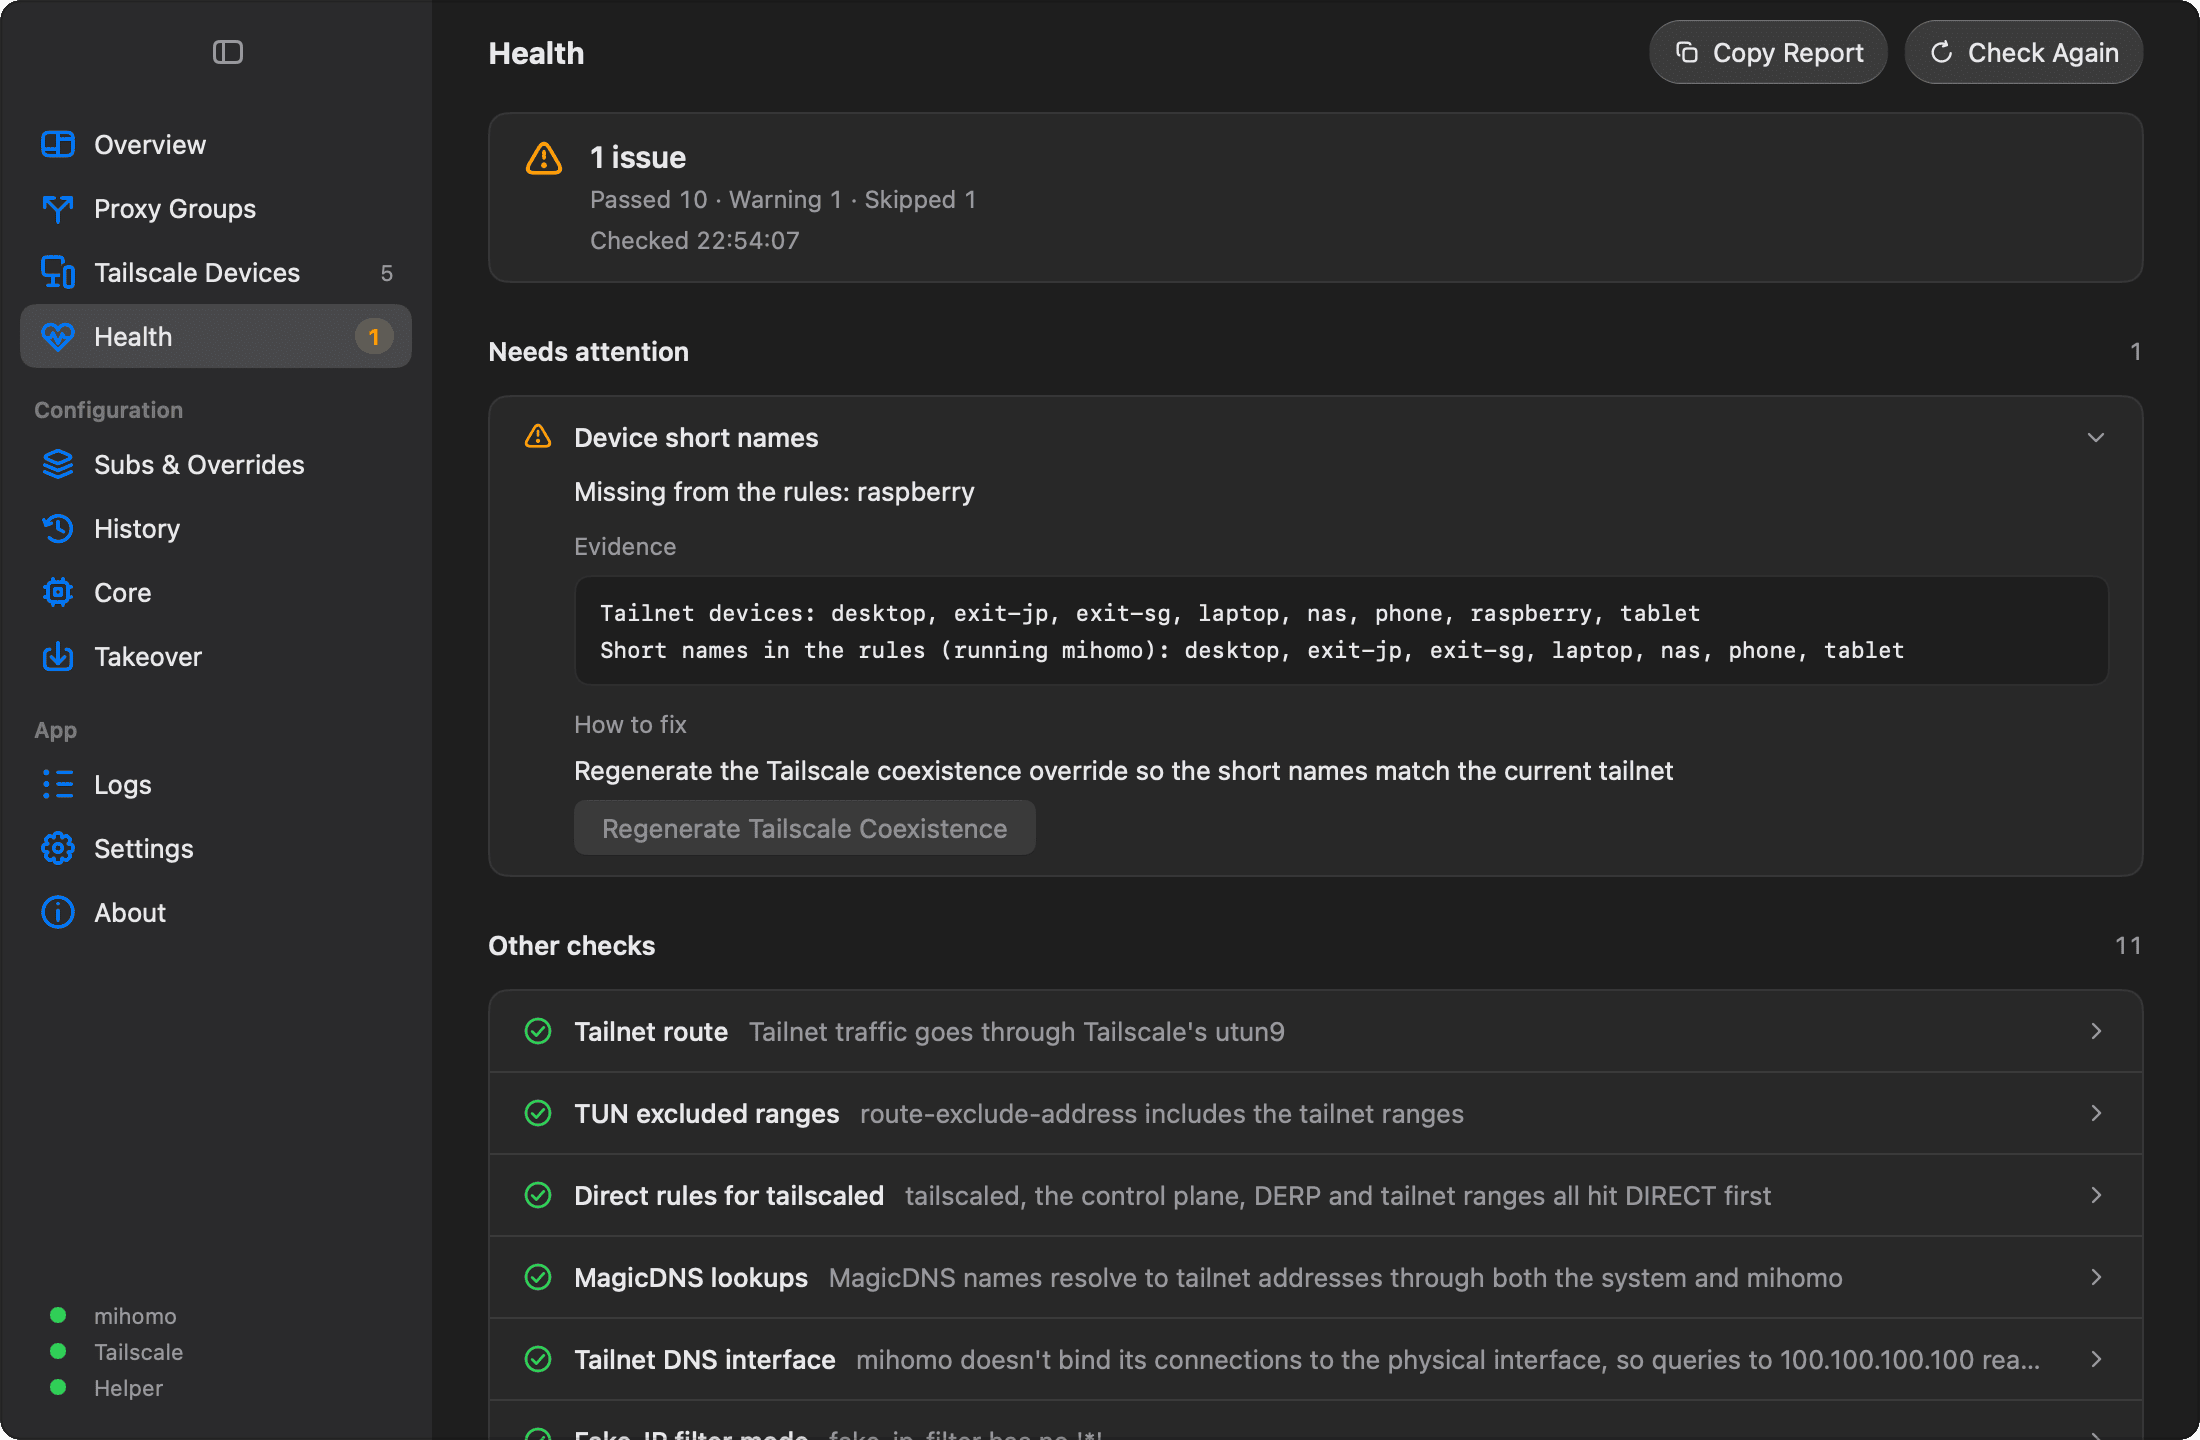 Overview
Proxy Groups
Tailscale Devices 5
Health 1
Configuration
Subs & Overrides
History
Core
Takeover
App
Logs
Settings
About
mihomo
Tailscale
Helper
Health
Copy Report
Check Again
1 issue
Passed 10 · Warning 1 · Skipped 1
Checked 22:54:07
Needs attention 1
Device short names
Missing from the rules: raspberry
Evidence
Tailnet devices: desktop, exit-jp, exit-sg, laptop, nas, phone, raspberry, tablet
Short names in the rules (running mihomo): desktop, exit-jp, exit-sg, laptop, nas, phone, tablet
How to fix
Regenerate the Tailscale coexistence override so the short names match the current tailnet
Regenerate Tailscale Coexistence
Other checks 11
Tailnet route Tailnet traffic goes through Tailscale's utun9
TUN excluded ranges route-exclude-address includes the tailnet ranges
Direct rules for tailscaled tailscaled, the control plane, DERP and tailnet ranges all hit DIRECT first
MagicDNS lookups MagicDNS names resolve to tailnet addresses through both the system and mihomo
Tailnet DNS interface mihomo doesn't bind its connections to the physical interface, so queries to 100.100.100.100 rea...